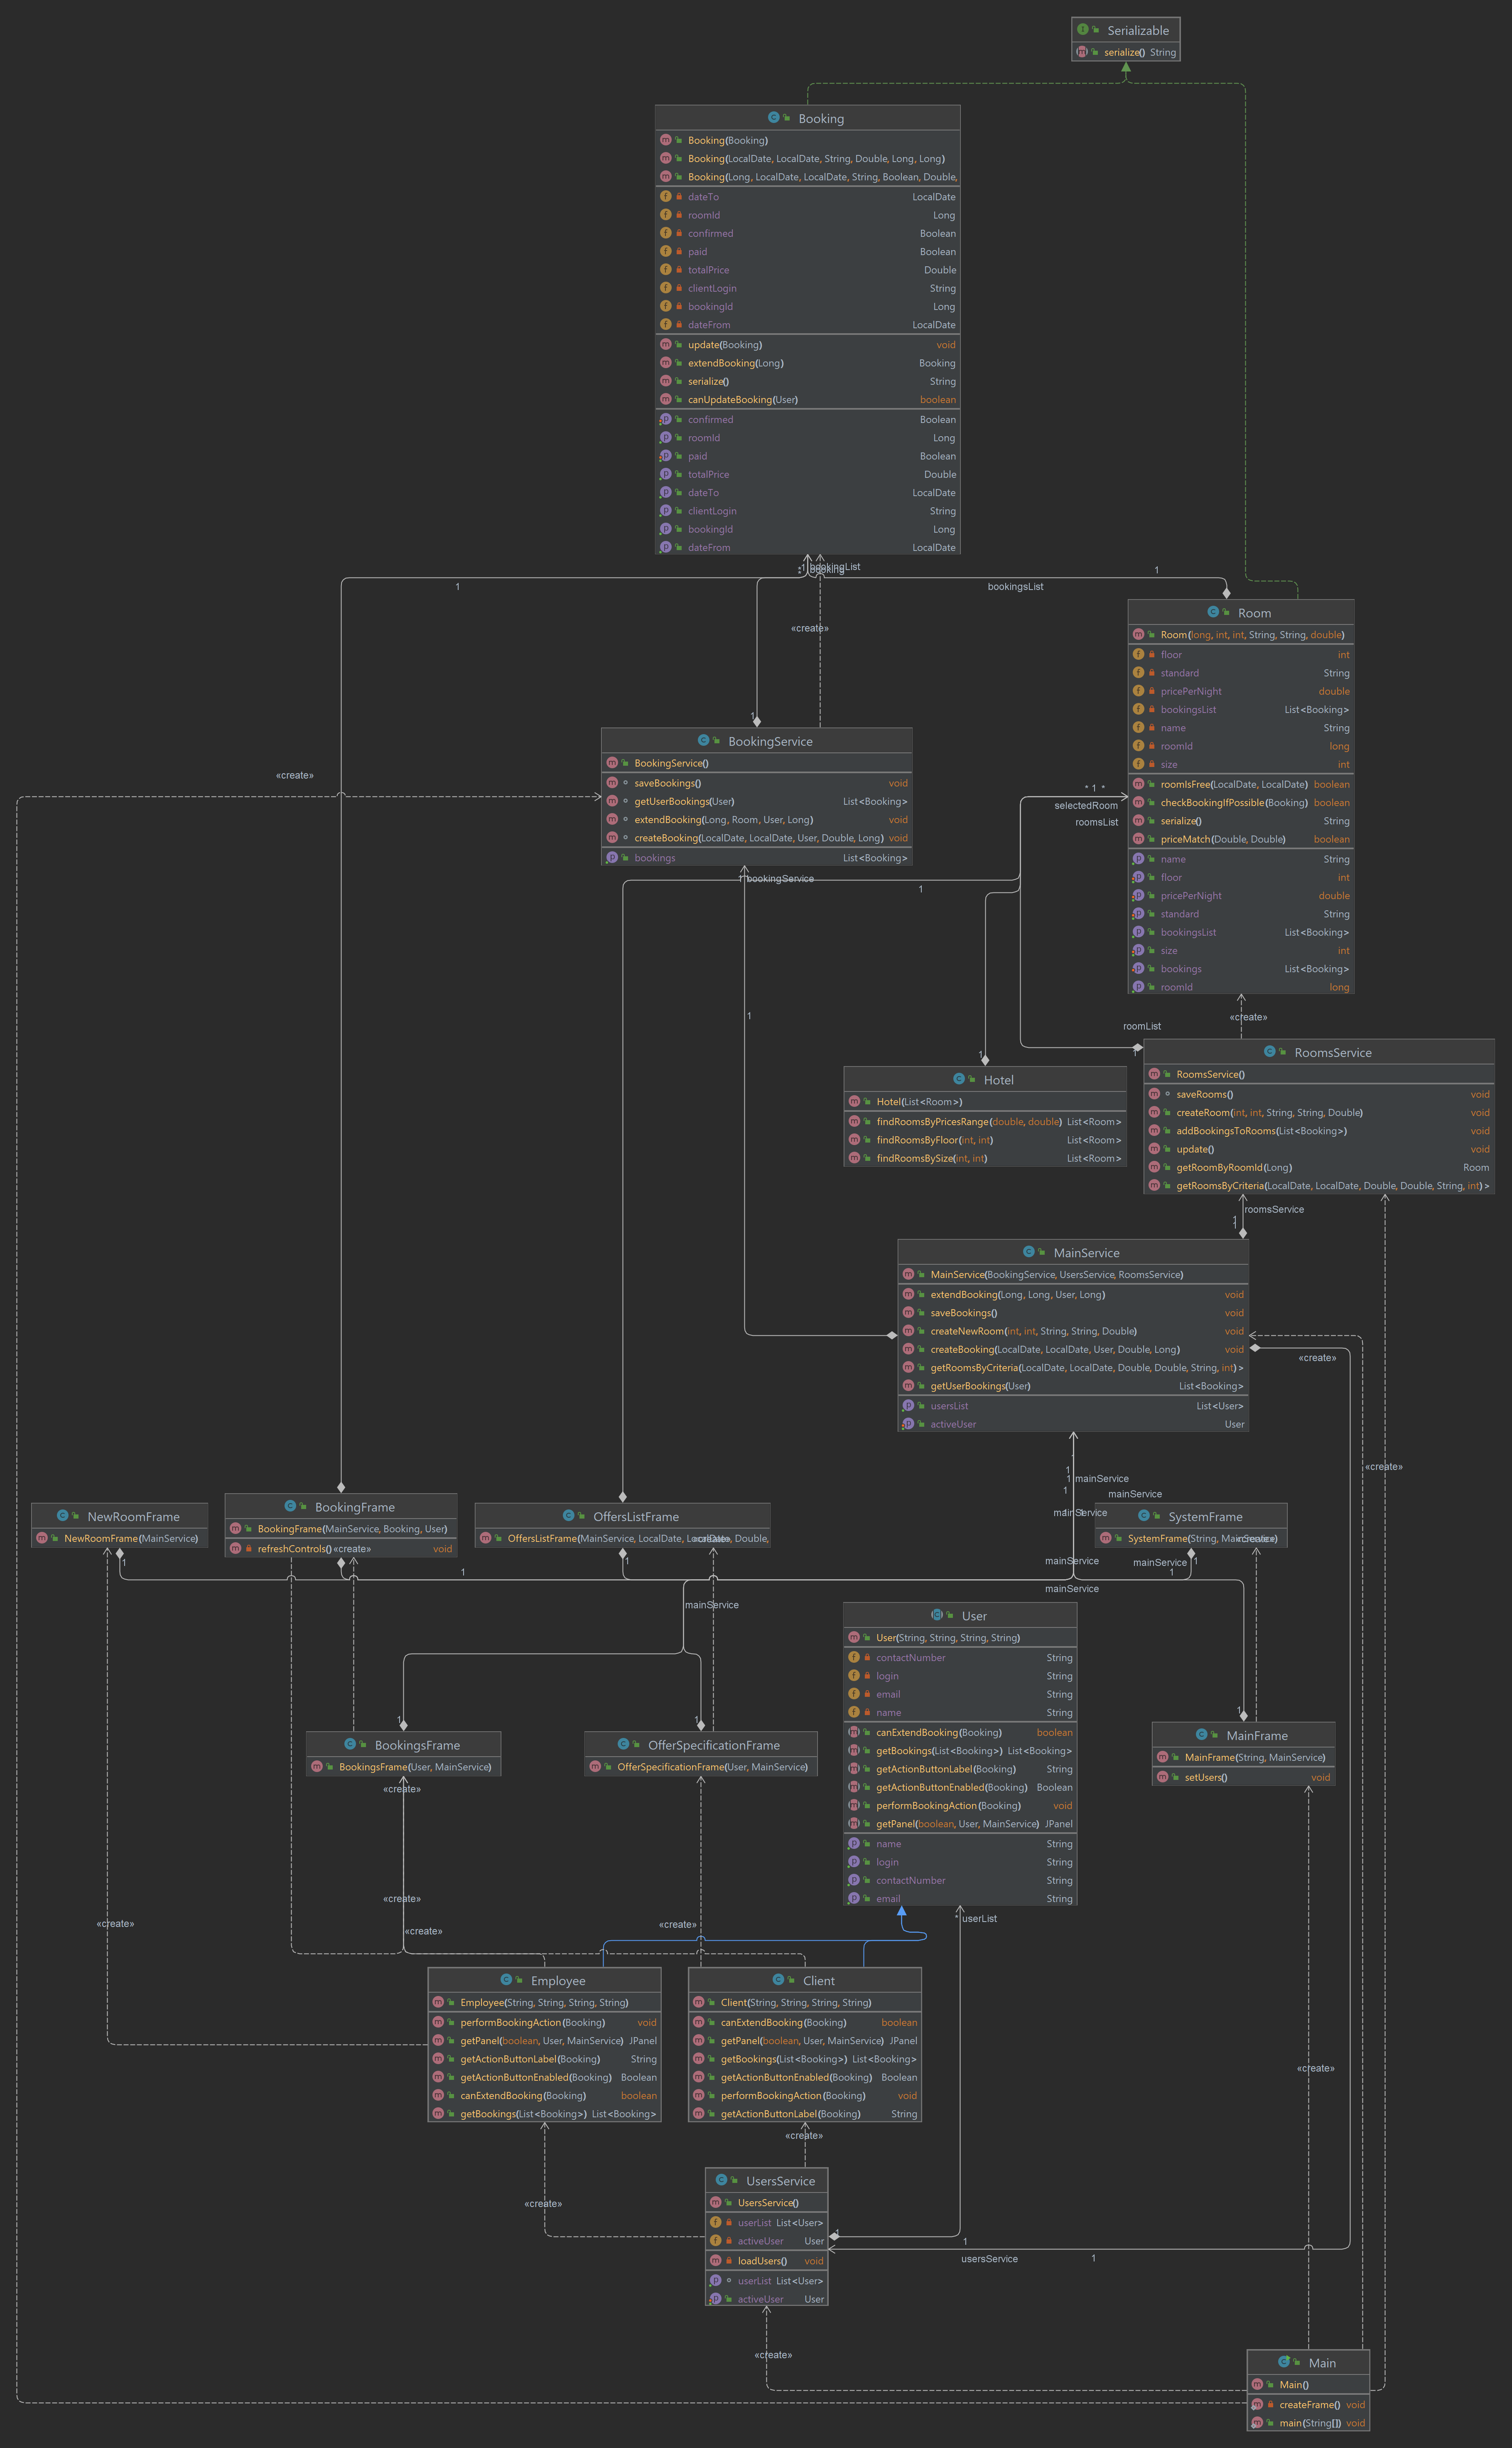 Serializable
serialize() String
Booking
Booking(Booking)
Booking(LocalDate, LocalDate, String, Double, Long, Long)
Booking(Long, LocalDate, LocalDate, String, Boolean, Double,
dateTo LocalDate
roomId Long
confirmed Boolean
paid Boolean
totalPrice Double
clientLogin String
bookingId Long
dateFrom LocalDate
update(Booking) void
extendBooking(Long) Booking
serialize() String
canUpdateBooking(User) boolean
confirmed Boolean
roomId Long
paid Boolean
totalPrice Double
dateTo LocalDate
clientLogin String
bookingId Long
dateFrom LocalDate
bookingList
1
1
bookingsList
«create»
Room
Room(long, int, int, String, String, double)
floor int
standard String
pricePerNight double
bookingsList List<Booking>
name String
roomId long
size int
roomIsFree(LocalDate, LocalDate) boolean
checkBookingIfPossible(Booking) boolean
serialize() String
priceMatch(Double, Double) boolean
name String
floor int
pricePerNight double
standard String
bookingsList List<Booking>
size int
bookings List<Booking>
roomId long
1
BookingService
BookingService()
saveBookings() void
getUserBookings(User) List<Booking>
extendBooking(Long, Room, User, Long) void
createBooking(LocalDate, LocalDate, User, Double, Long) void
bookings List<Booking>
«create»
* 1 *
selectedRoom
roomsList
1 bookingService
1
1
«create»
roomList
1
1
Hotel
Hotel(List<Room>)
findRoomsByPricesRange(double, double) List<Room>
findRoomsByFloor(int, int) List<Room>
findRoomsBySize(int, int) List<Room>
RoomsService
RoomsService()
saveRooms() void
createRoom(int, int, String, String, Double) void
addBookingsToRooms(List<Booking>) void
update() void
getRoomByRoomId(Long) Room
getRoomsByCriteria(LocalDate, LocalDate, Double, Double, String, int) >
roomsService
1
1
MainService
MainService(BookingService, UsersService, RoomsService)
extendBooking(Long, Long, User, Long) void
saveBookings() void
createNewRoom(int, int, String, String, Double) void
createBooking(LocalDate, LocalDate, User, Double, Long) void
getRoomsByCriteria(LocalDate, LocalDate, Double, Double, String, int) >
getUserBookings(User) List<Booking>
usersList List<User>
activeUser User
«create»
«create»
1
1 mainService
1
mainService
mainService
NewRoomFrame
NewRoomFrame(MainService)
BookingFrame
BookingFrame(MainService, Booking, User)
refreshControls() «create» void
OffersListFrame
OffersListFrame(MainService, LocalDate, LocalDate, Double,
SystemFrame
SystemFrame(String, MainService)
1
1
1
mainService
mainService 1
1
mainService
mainService
User
User(String, String, String, String)
contactNumber String
login String
email String
name String
canExtendBooking(Booking) boolean
getBookings(List<Booking>) List<Booking>
getActionButtonLabel(Booking) String
getActionButtonEnabled(Booking) Boolean
performBookingAction(Booking) void
getPanel(boolean, User, MainService) JPanel
name String
login String
contactNumber String
email String
1
1
1
BookingsFrame
BookingsFrame(User, MainService)
OfferSpecificationFrame
OfferSpecificationFrame(User, MainService)
MainFrame
MainFrame(String, MainService)
setUsers() void
«create»
«create»
«create»
«create»
«create»
* userList
Employee
Employee(String, String, String, String)
performBookingAction(Booking) void
getPanel(boolean, User, MainService) JPanel
getActionButtonLabel(Booking) String
getActionButtonEnabled(Booking) Boolean
canExtendBooking(Booking) boolean
getBookings(List<Booking>) List<Booking>
Client
Client(String, String, String, String)
canExtendBooking(Booking) boolean
getPanel(boolean, User, MainService) JPanel
getBookings(List<Booking>) List<Booking>
getActionButtonEnabled(Booking) Boolean
performBookingAction(Booking) void
getActionButtonLabel(Booking) String
«create»
«create»
«create»
UsersService
UsersService()
userList List<User>
activeUser User
loadUsers() void
userList List<User>
activeUser User
1
1
usersService
1
«create»
Main
Main()
createFrame() void
main(String[]) void